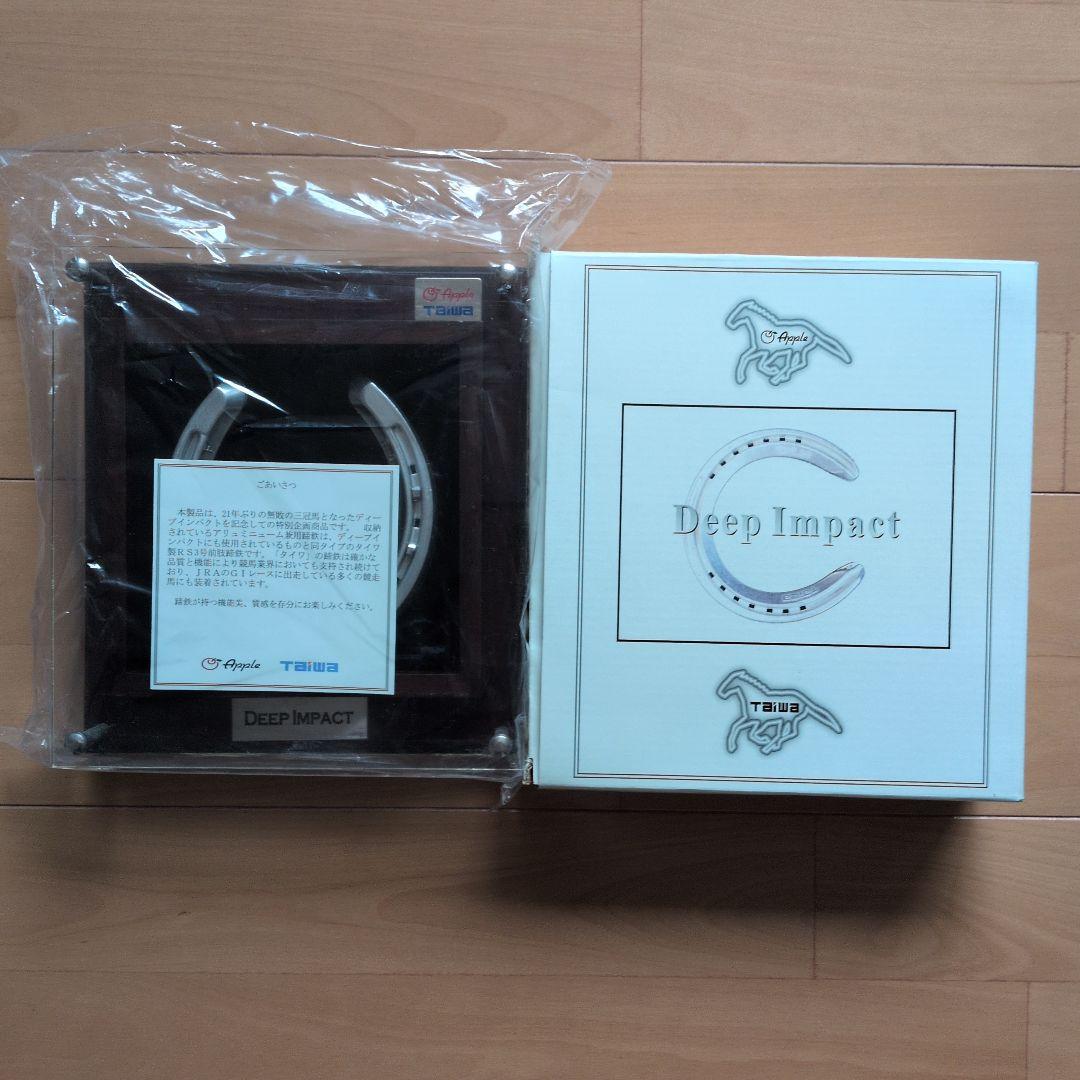 Apple
Taiwa
ごあいさつ
本製品は、21年ぶりの無敗の三冠馬となったディー
プインパクトを記念しての特別企画商品です。　収納
されているアリュミニューム兼用蹄鉄は、ディープイ
ンパクトにも使用されているものと同タイプのタイワ
製RS3号前肢蹄鉄です。「タイワ」の蹄鉄は確かな
品質と機能により競馬業界においても支持され続けて
おり、JRAのGIレースに出走している多くの競走
馬にも装着されています。
蹄鉄が持つ機能美、質感を存分にお楽しみください。
Apple Taiwa
DEEP IMPACT
Apple
Deep Impact
Taiwa